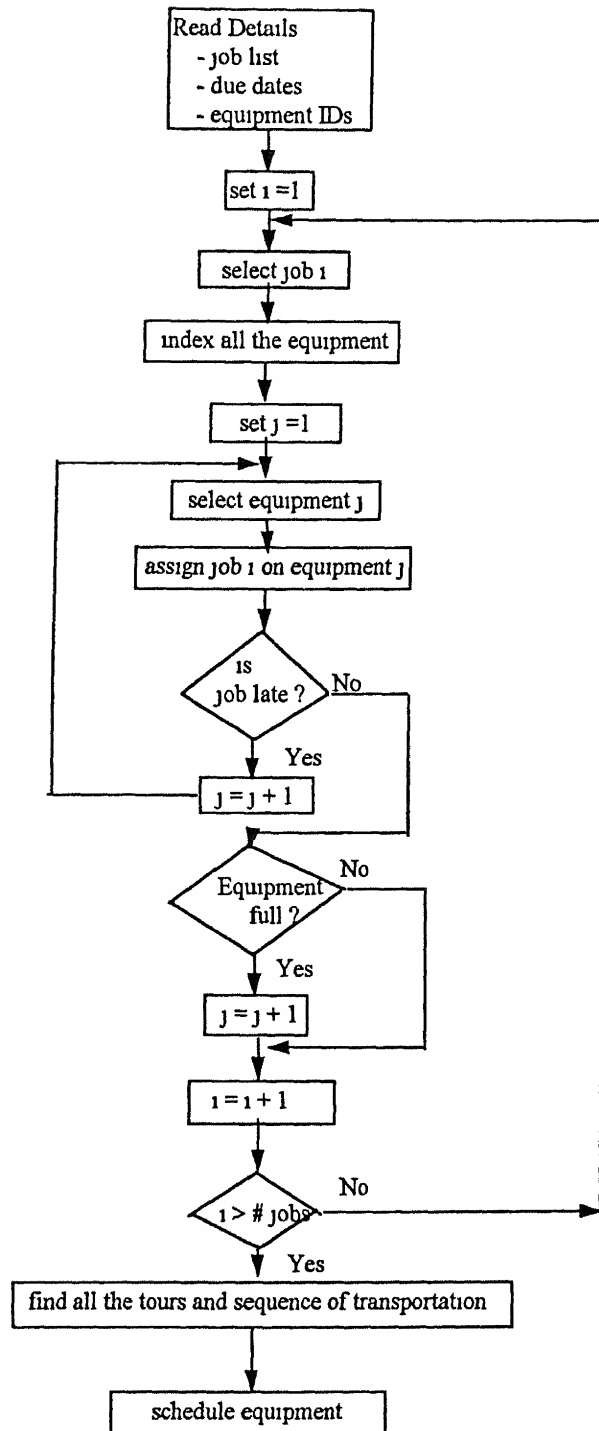 Read Details
- job list
- due dates
- equipment IDs
set i =1
select job i
index all the equipment
set j =1
select equipment j
assign job i on equipment j
is
job late ?
No
Yes
j = j + 1
No
Equipment
full ?
Yes
j = j + 1
i = i + 1
No
i > # jobs
Yes
find all the tours and sequence of transportation
schedule equipment